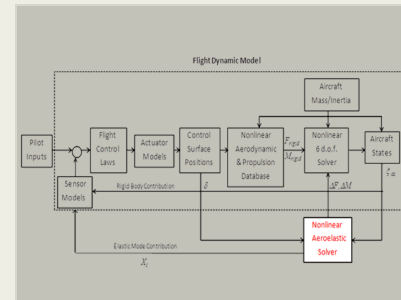 Flight Dynamic Model
Aircraft
Mass/Inertia
Pilot
Inputs
Flight
Control
Laws
Actuator
Models
Control
Surface
Positions
Nonlinear
Aerodynamic
& Propulsion
Database
F rigid
M rigid
Nonlinear
6 d.o.f.
Solver
Aircraft
States
Sensor
Models
Rigid Body Contribution
δ
ΔF, ΔM
Nonlinear
Aeroelastic
Solver
Elastic Mode Contribution